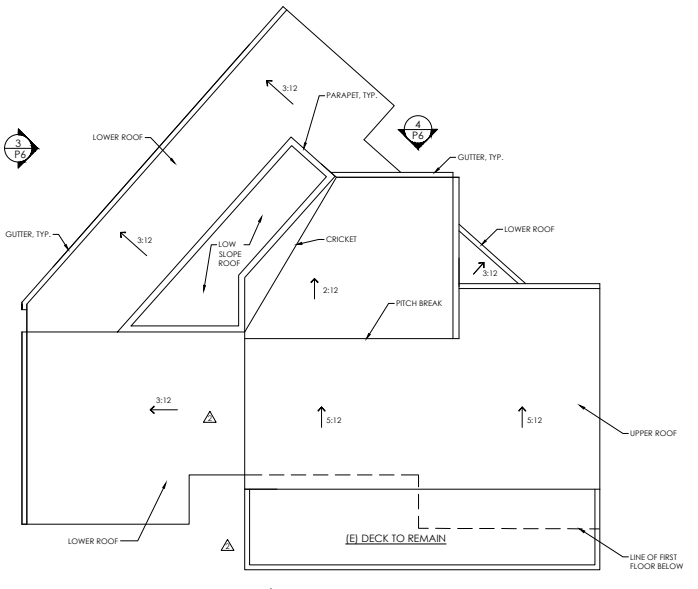 3:12
PARAPET, TYP.
4
P6
LOWER ROOF
3
P6
GUTTER, TYP.
LOWER ROOF
GUTTER, TYP.
3:12
LOW
SLOPE
ROOF
CRICKET
3:12
2:12
PITCH BREAK
3:12
2
5:12
5:12
UPPER ROOF
LOWER ROOF
2
(E) DECK TO REMAIN
LINE OF FIRST
FLOOR BELOW